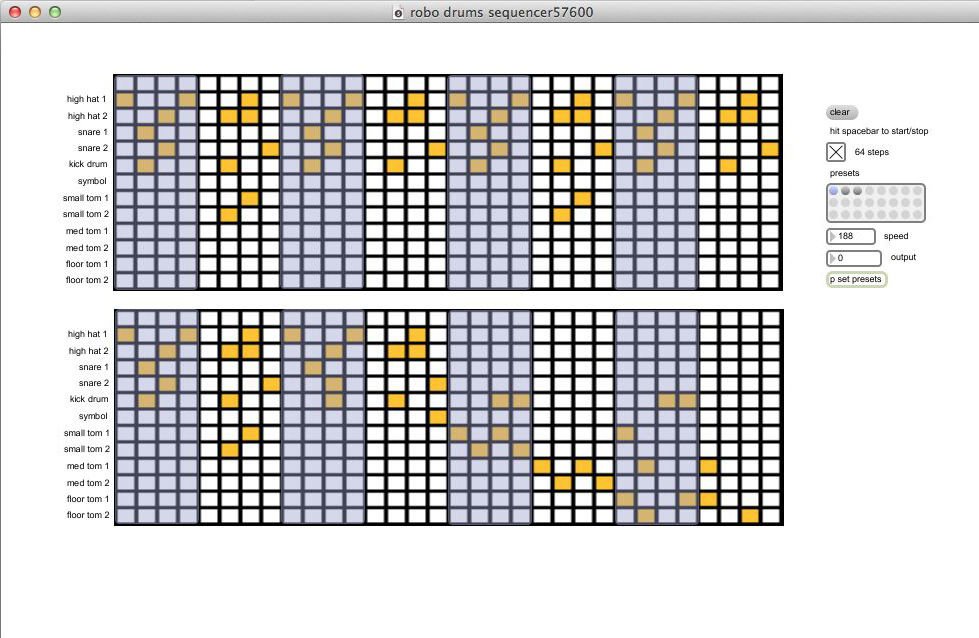 robo drums sequencer57600
high hat 1
high hat 2
snare 1
snare 2
kick drum
symbol
small tom 1
small tom 2
med tom 1
med tom 2
floor tom 1
floor tom 2
clear
hit spacebar to start/stop
64 steps
presets
188 speed
0 output
p set presets
high hat 1
high hat 2
snare 1
snare 2
kick drum
symbol
small tom 1
small tom 2
med tom 1
med tom 2
floor tom 1
floor tom 2